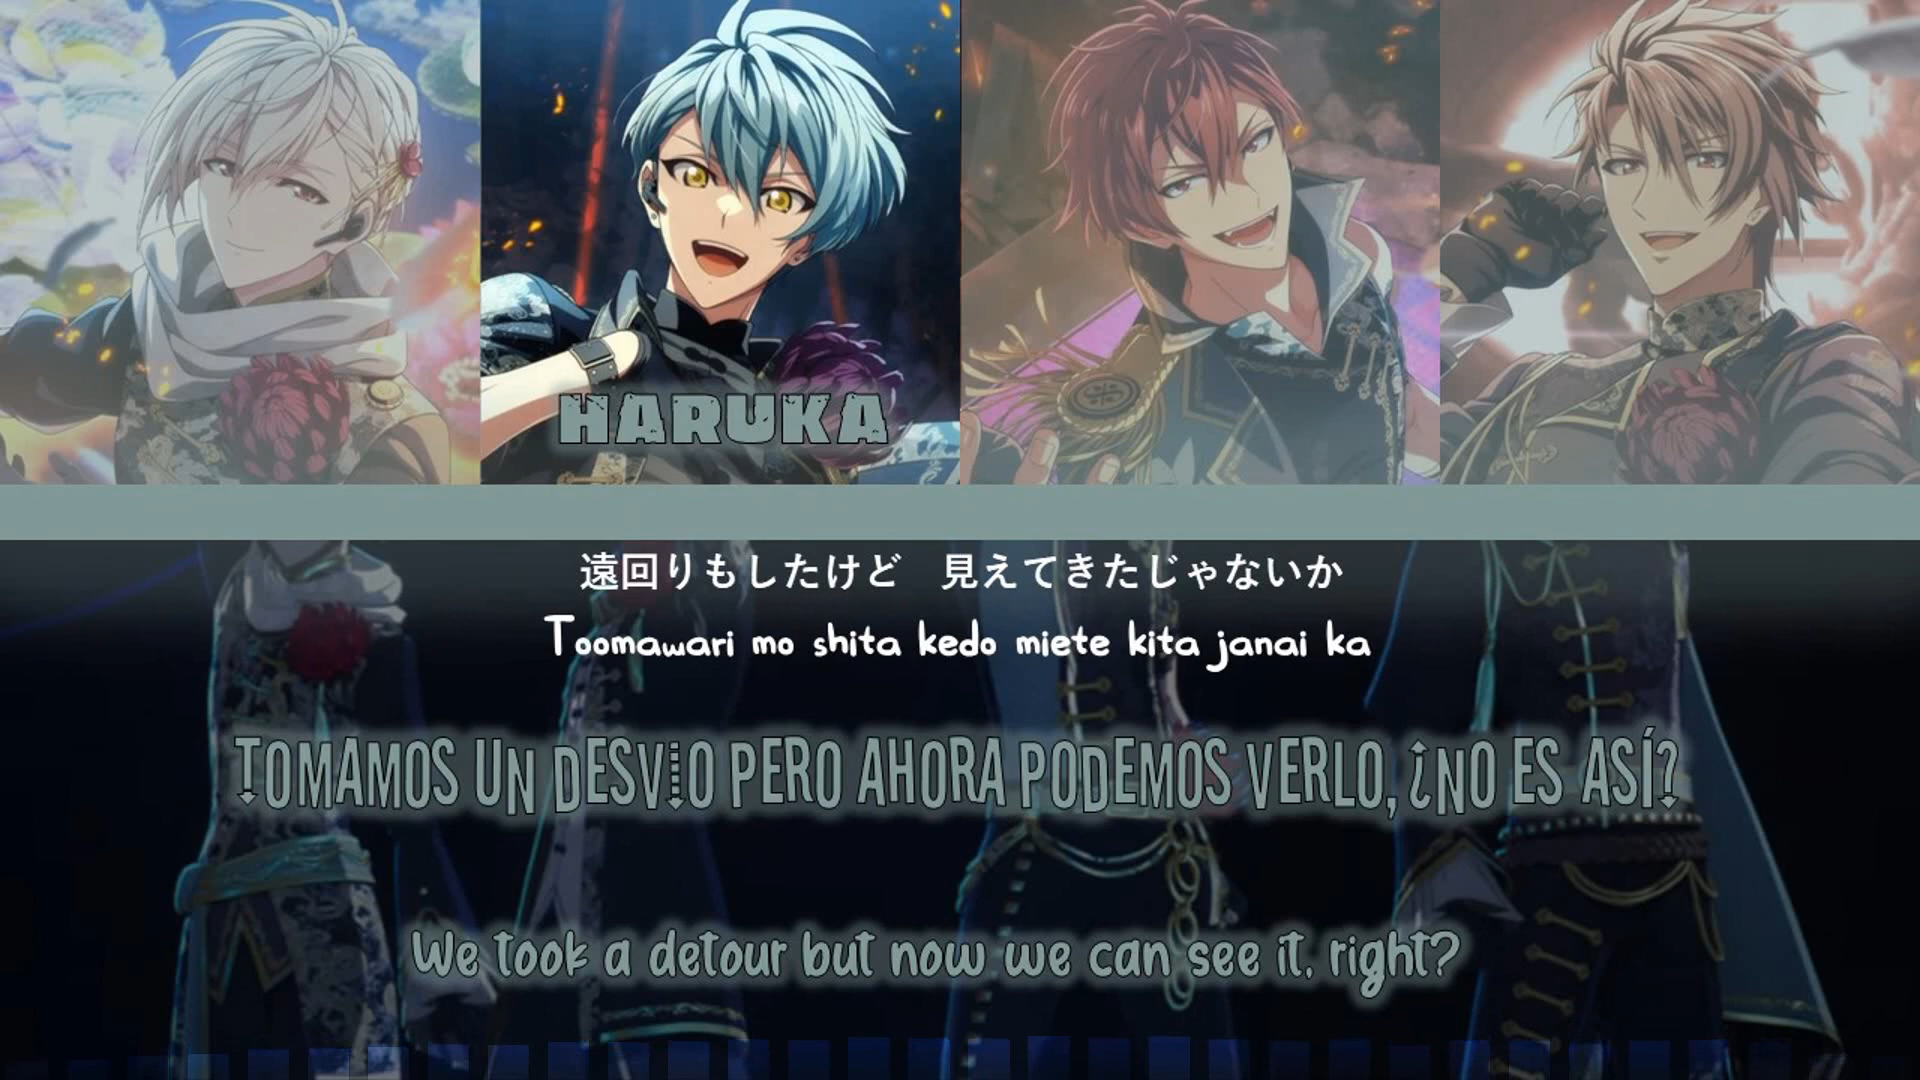 HARUKA
遠回りもしたけど　見えてきたじゃないか
Toomawari mo shita kedo miete kita janai ka
TOMAMOS UN DESVÍO PERO AHORA PODEMOS VERLO, ¿NO ES ASÍ?
We took a detour but now we can see it, right?